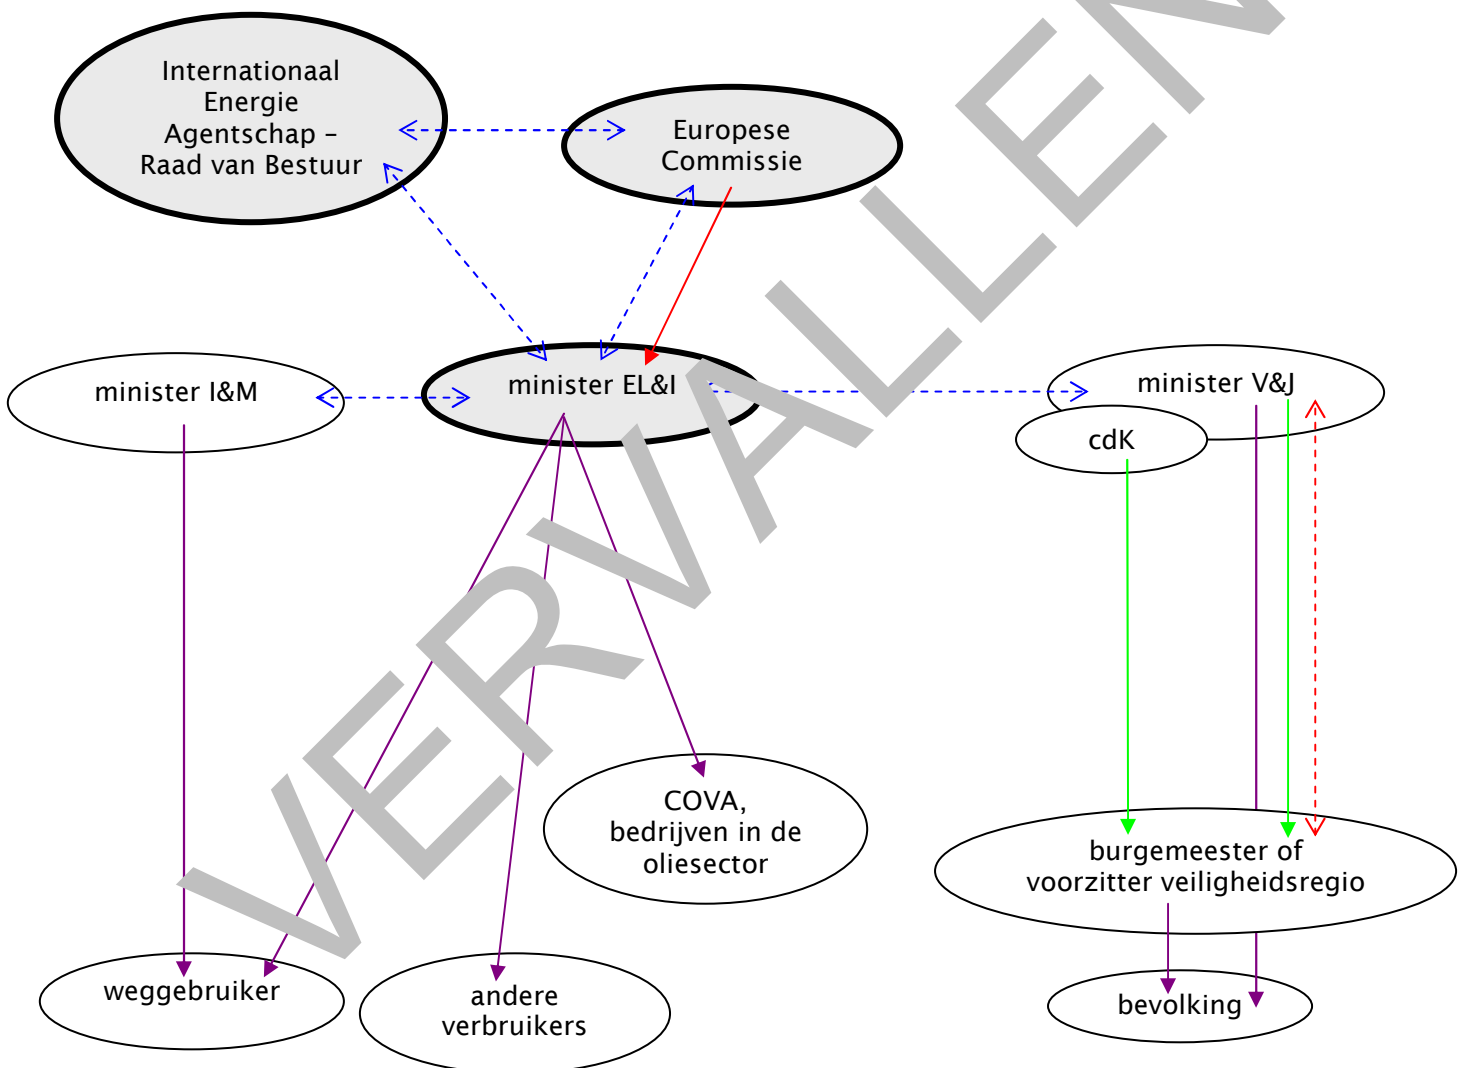 Internationaal
Energie
Agentschap –
Raad van Bestuur
Europese
Commissie
minister I&M
minister EL&I
minister V&J
cdK
COVA,
bedrijven in de
oliesector
burgemeester of
voorzitter veiligheidsregio
weggebruiker
andere
verbruikers
bevolking
VERVALLEN